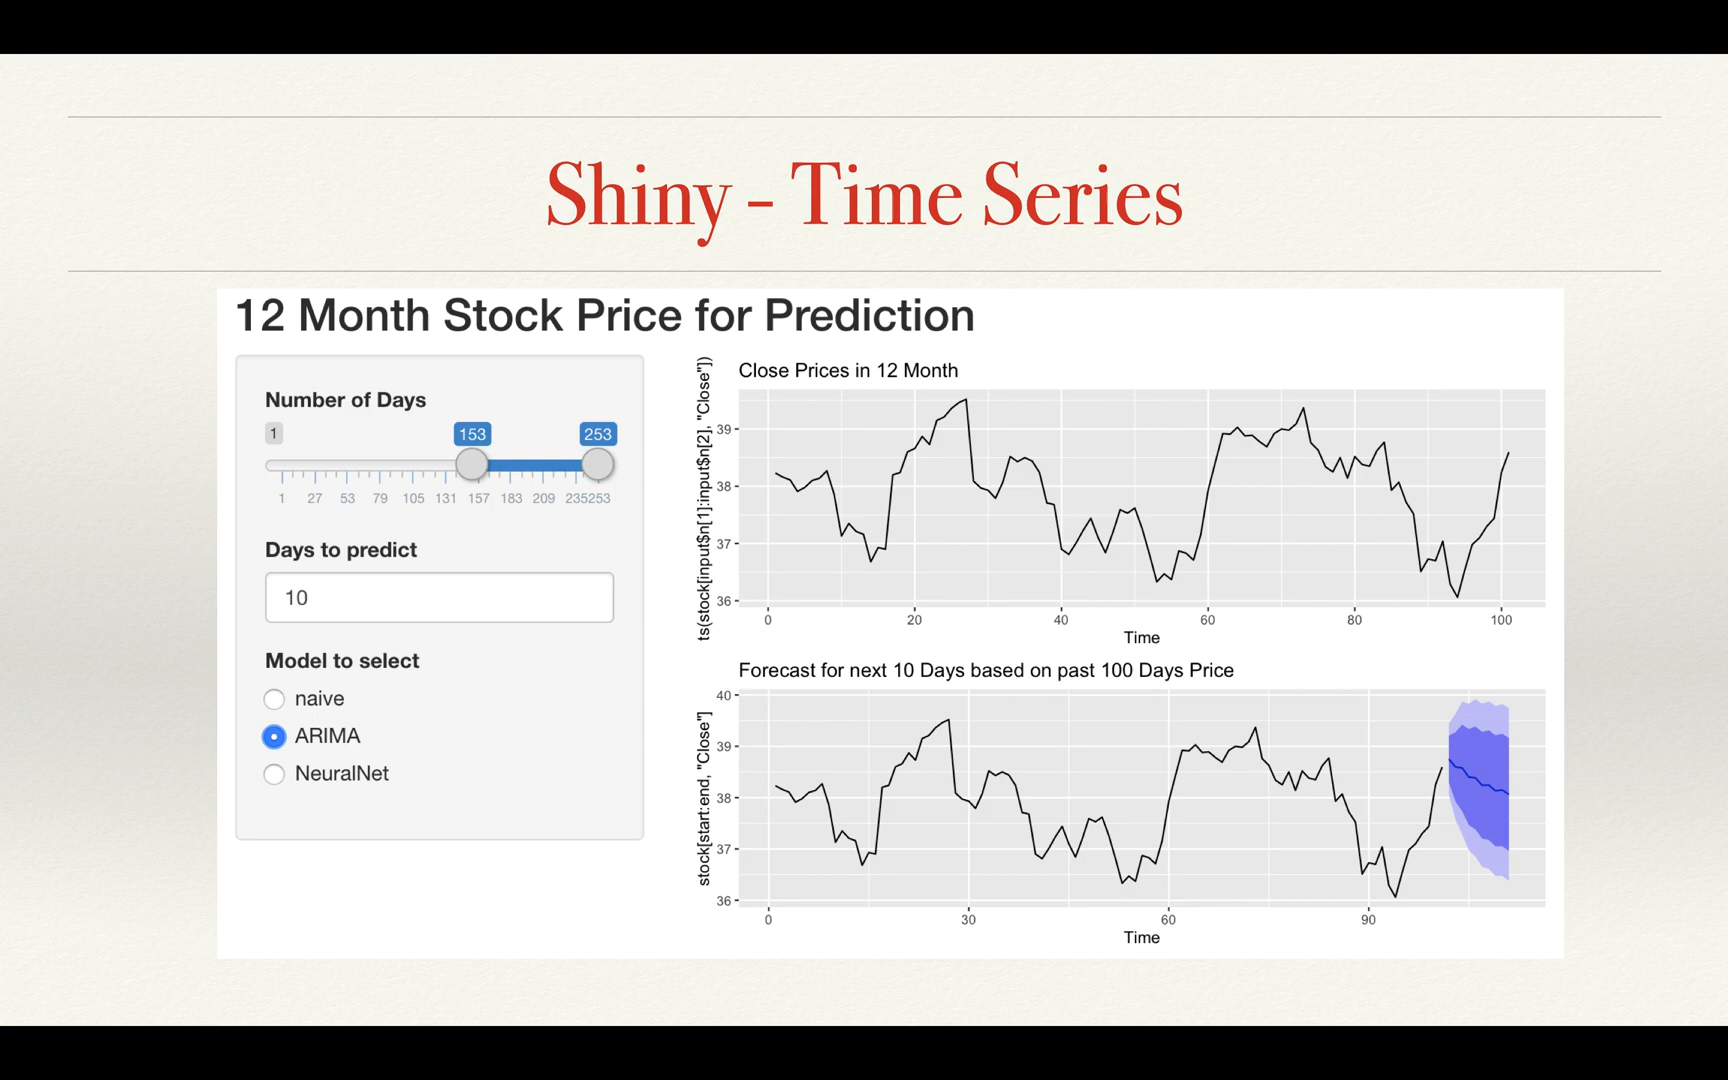 Shiny - Time Series
12 Month Stock Price for Prediction
Number of Days
1 153 253
1 27 53 79 105 131 157 183 209 235253
Days to predict
10
Model to select
naive
ARIMA
NeuralNet
Close Prices in 12 Month
ts(stock[input$n[1]:input$n[2], "Close"])
39
38
37
36
0 20 40 60 80 100
Time
Forecast for next 10 Days based on past 100 Days Price
stock[start:end, "Close"]
40
39
38
37
36
0 30 60 90
Time